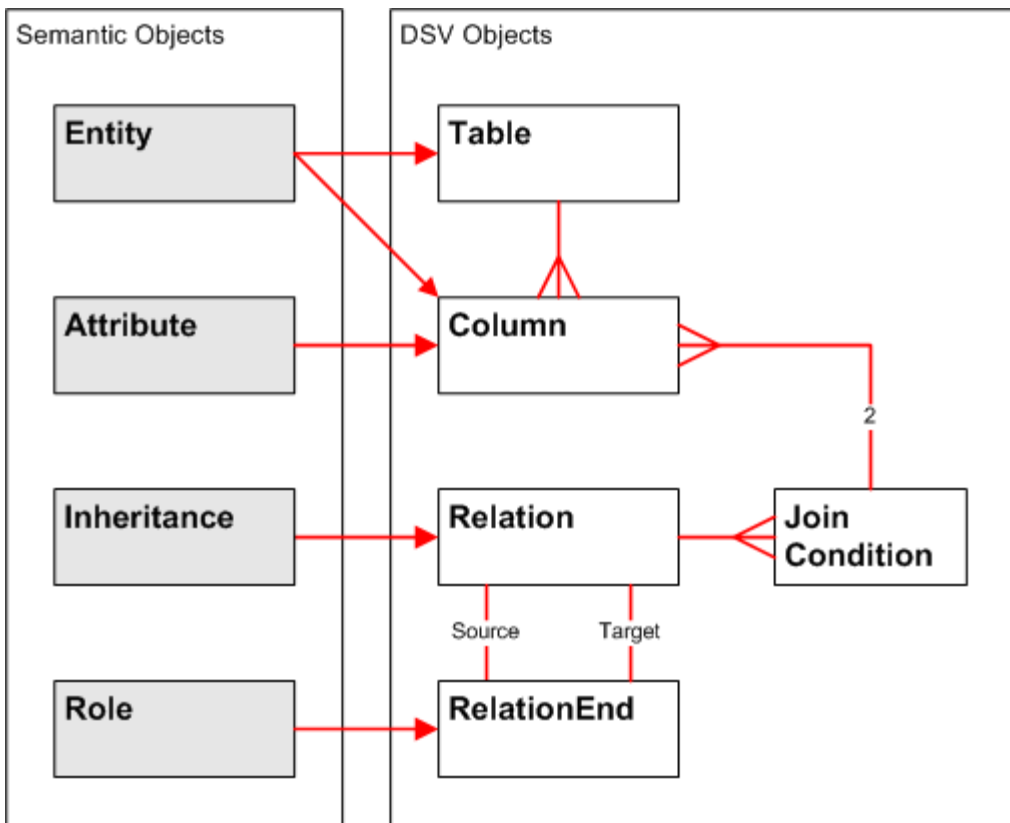 Semantic Objects
DSV Objects
Entity
Table
Attribute
Column
2
Inheritance
Relation
Join
Condition
Source
Target
Role
RelationEnd